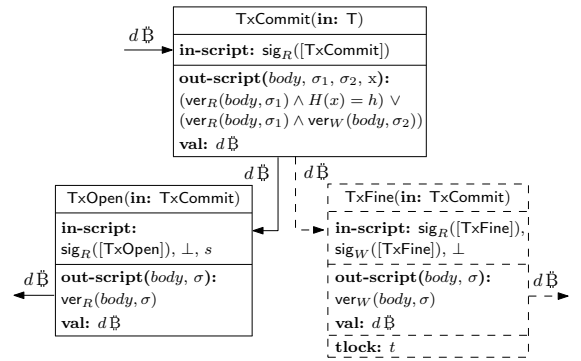 TxCommit(in: T)
d ₿
in-script: sig_R([TxCommit])
out-script(body, σ₁, σ₂, x):
(ver_R(body, σ₁) ∧ H(x) = h) ∨
(ver_R(body, σ₁) ∧ ver_W(body, σ₂))
val: d ₿
d ₿
d ₿
TxOpen(in: TxCommit)
in-script:
sig_R([TxOpen]), ⊥, s
d ₿
out-script(body, σ):
ver_R(body, σ)
val: d ₿
TxFine(in: TxCommit)
in-script: sig_R([TxFine]),
sig_W([TxFine]), ⊥
out-script(body, σ):
ver_W(body, σ)
val: d ₿
tlock: t
d ₿